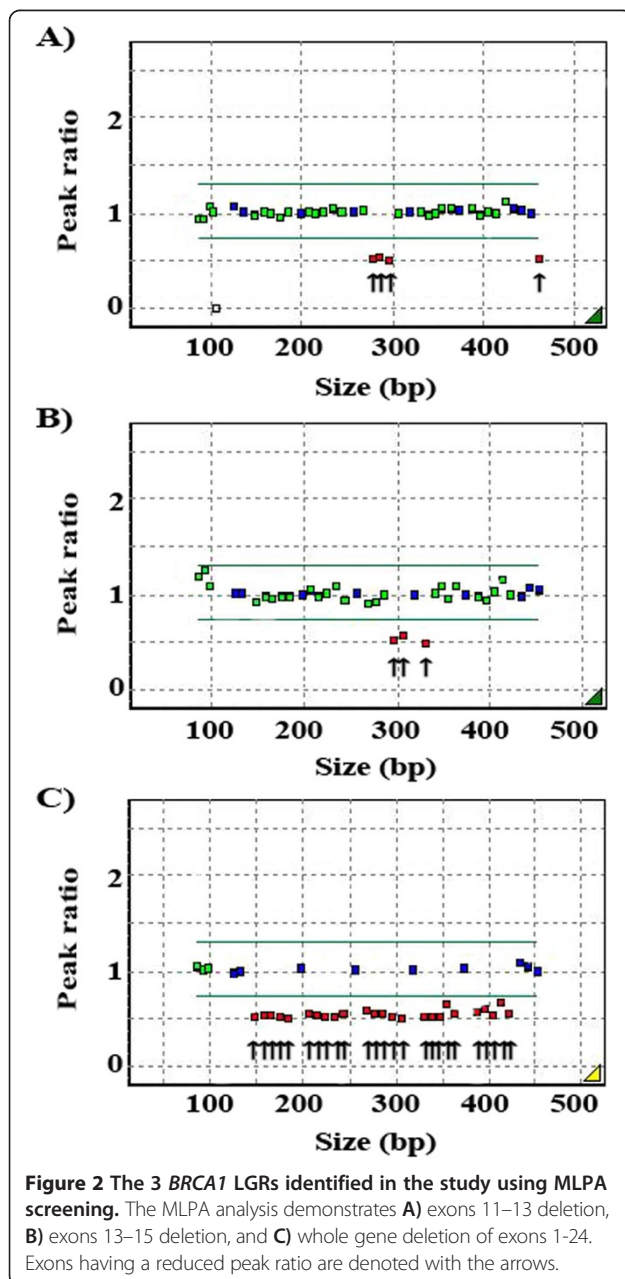 A)
Peak ratio
2
1
0
100 200 300 400 500
Size (bp)
B)
Peak ratio
2
1
0
100 200 300 400 500
Size (bp)
C)
Peak ratio
2
1
0
100 200 300 400 500
Size (bp)
Figure 2 The 3 BRCA1 LGRs identified in the study using MLPA
screening. The MLPA analysis demonstrates A) exons 11–13 deletion,
B) exons 13–15 deletion, and C) whole gene deletion of exons 1-24.
Exons having a reduced peak ratio are denoted with the arrows.